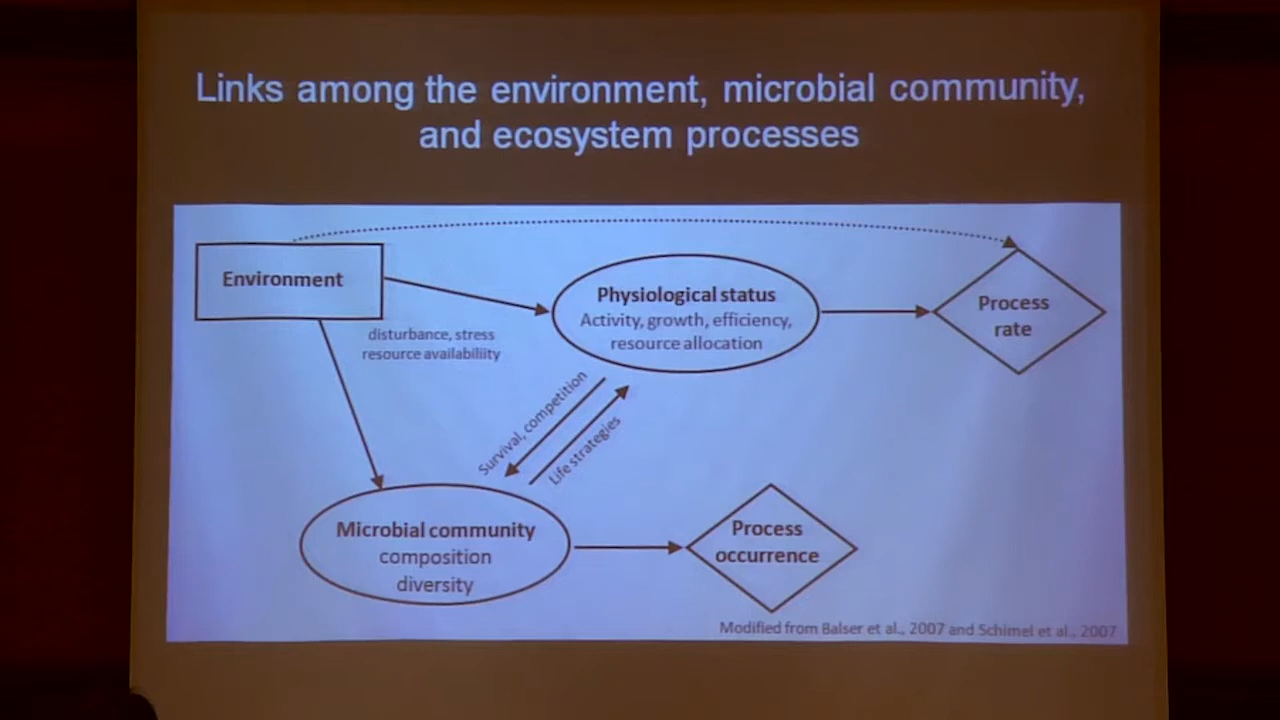 Links among the environment, microbial community,
and ecosystem processes
Environment
disturbance, stress
resource availabiliity
Physiological status
Activity, growth, efficiency,
resource allocation
Process
rate
Survival, competition
Life strategies
Microbial community
composition
diversity
Process
occurrence
Modified from Balser et al., 2007 and Schimel et al., 2007